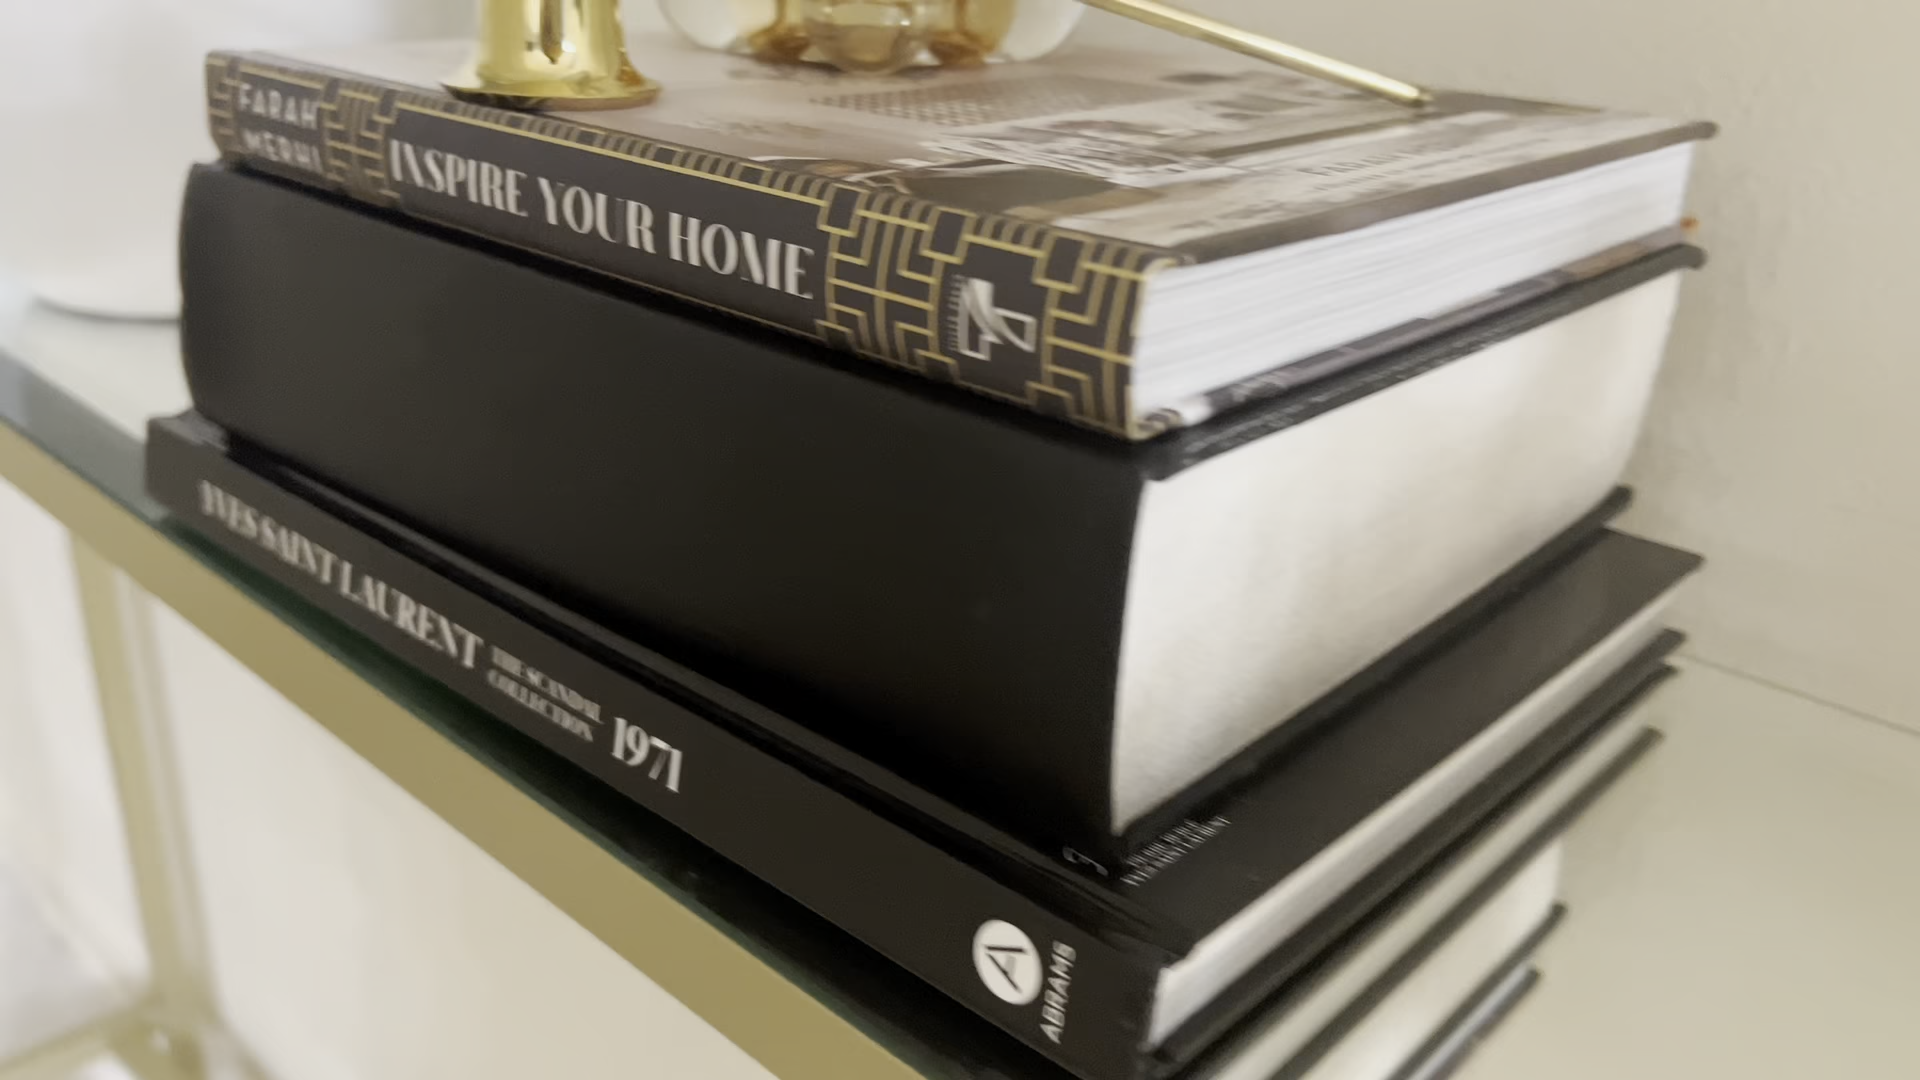 FARAH
MERHI
INSPIRE YOUR HOME
YVES SAINT LAURENT
THE SCANDAL
COLLECTION
1971
A
ABRAMS